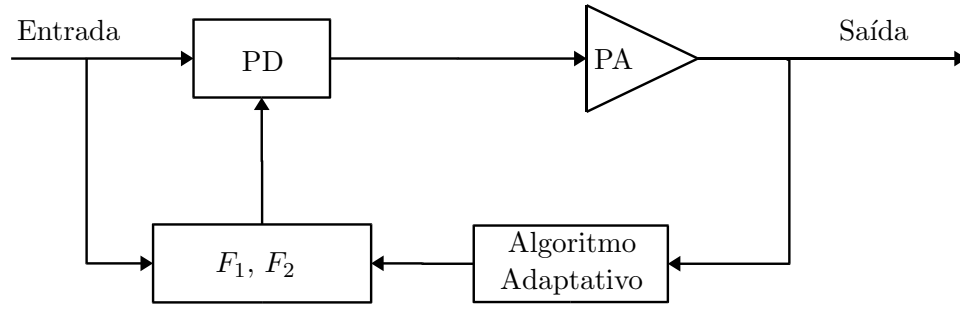 Entrada
Saída
PD
PA
F₁, F₂
Algoritmo
Adaptativo